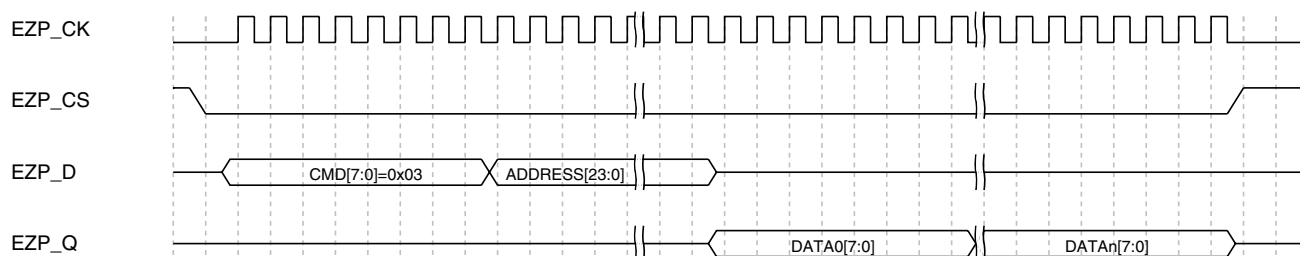 EZP_CK
EZP_CS
EZP_D
CMD[7:0]=0x03
ADDRESS[23:0]
EZP_Q
DATA0[7:0]
DATAn[7:0]